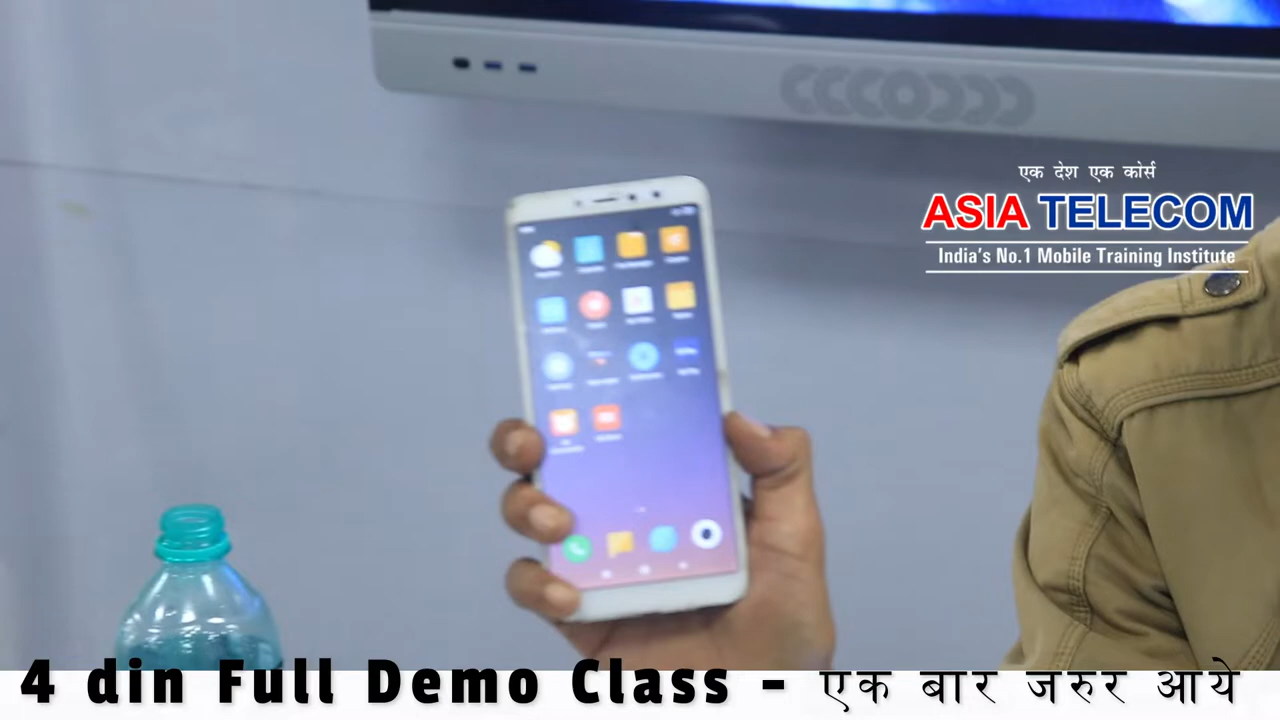 एक देश एक कोर्स
ASIA TELECOM
India's No.1 Mobile Training Institute
4 din Full Demo Class - एक बार जरुर आये